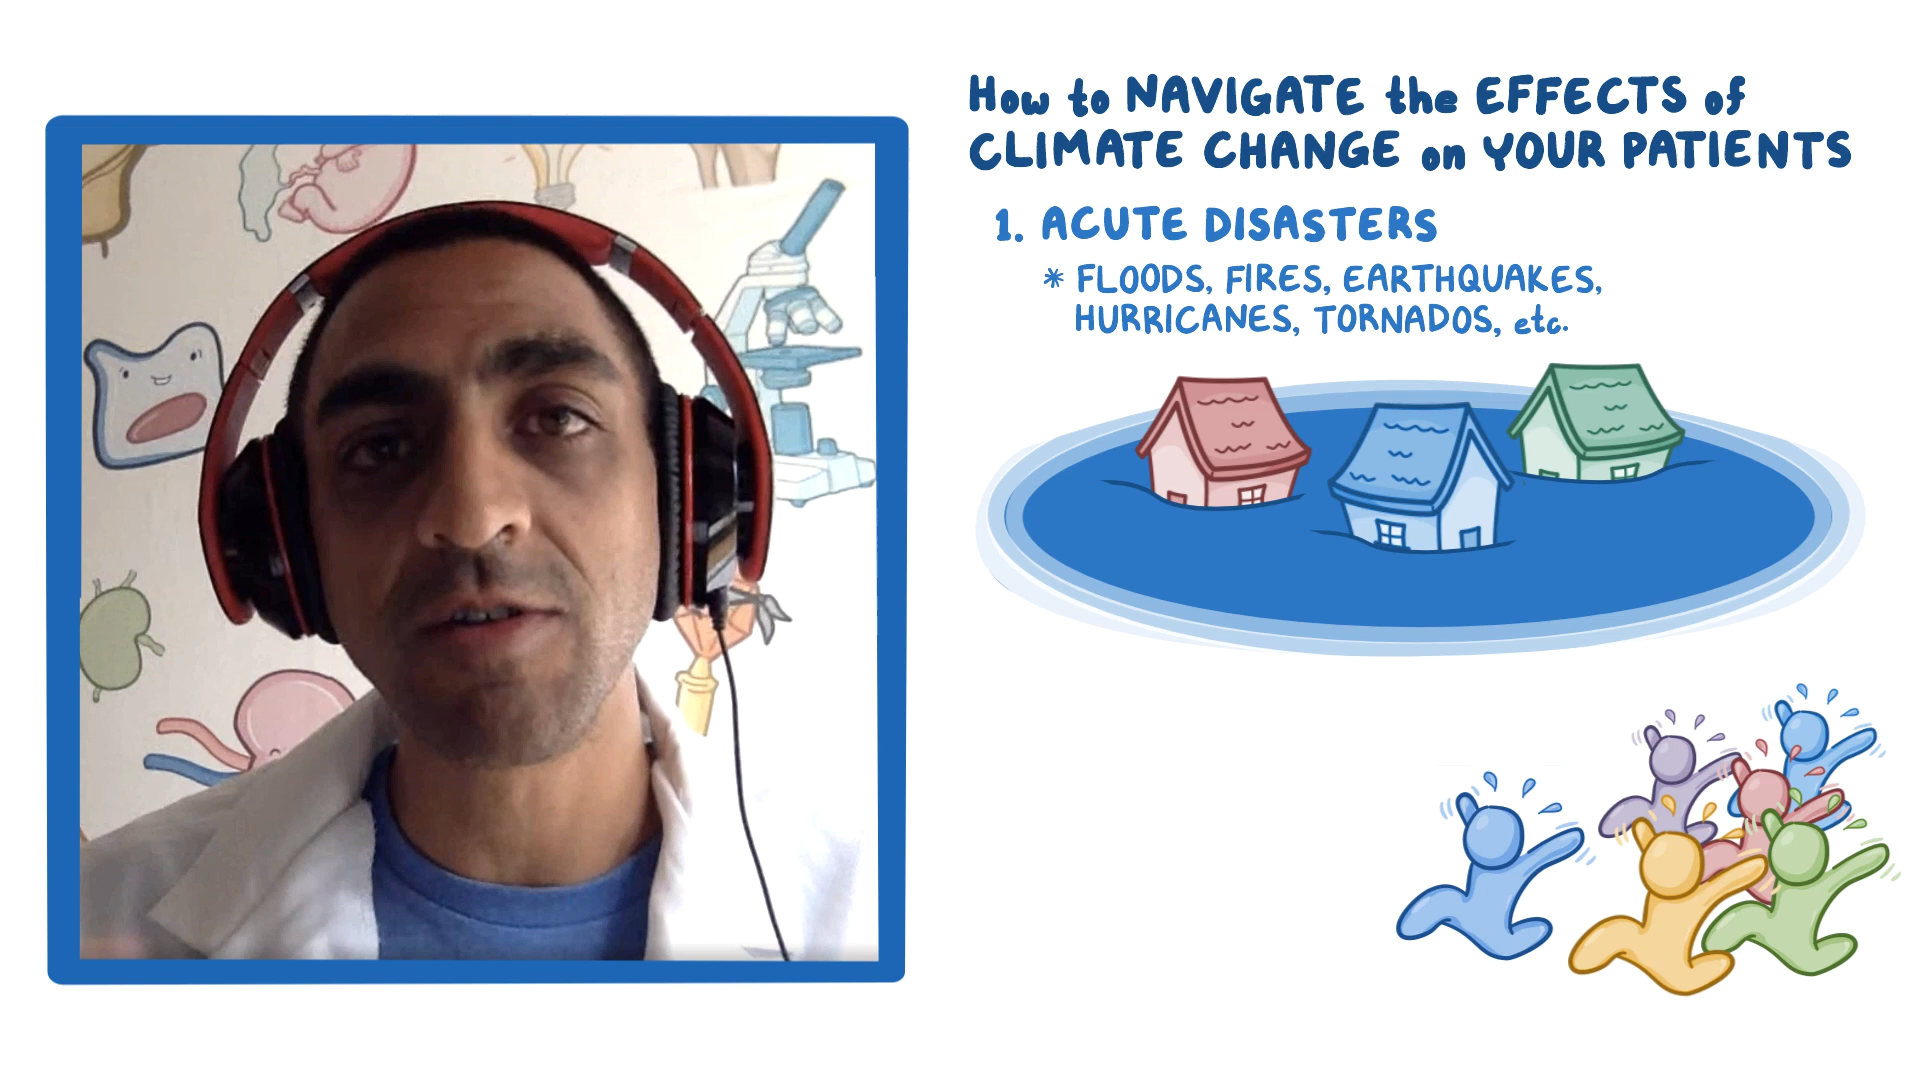 How to NAVIGATE the EFFECTS of
CLIMATE CHANGE on YOUR PATIENTS
1. ACUTE DISASTERS
* FLOODS, FIRES, EARTHQUAKES,
HURRICANES, TORNADOS, etc.